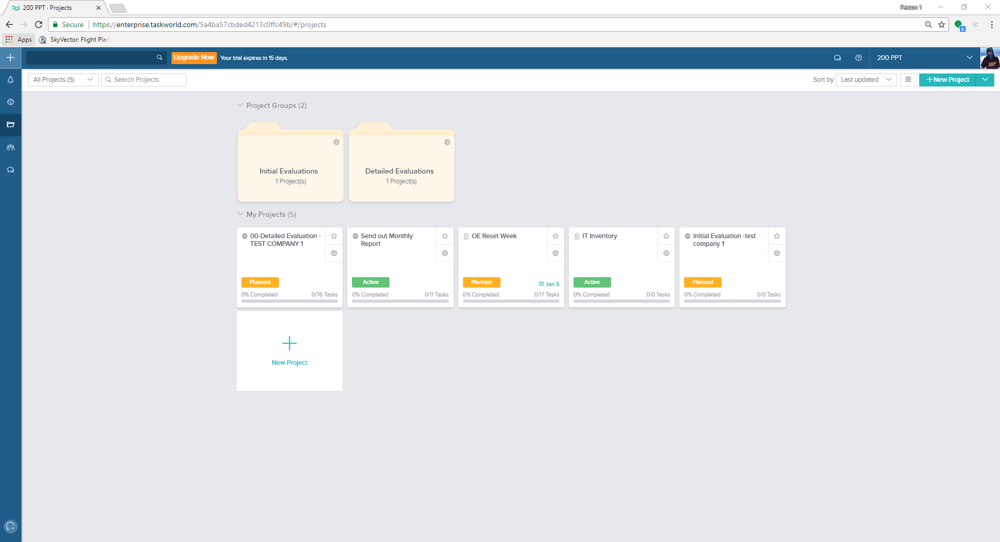 200 PPT · Projects
Person 1
Secure
https://enterprise.taskworld.com/5a4ba57cbded4213c0ffc49b/#/projects
8
Apps
SkyVector: Flight Plan
Upgrade Now
Your trial expires in 15 days.
200 PPT
All Projects (5)
Search Projects
Sort by
Last updated
+New Project
Project Groups (2)
Initial Evaluations
1 Project(s)
Detailed Evaluations
1 Project(s)
My Projects (5)
00-Detailed Evaluation -
TEST COMPANY 1
Planned
0% Completed
0/76 Tasks
Send out Monthly
Report
Active
0% Completed
0/11 Tasks
OE Reset Week
Planned
Jan 5
0% Completed
0/17 Tasks
IT Inventory
Active
0% Completed
0/0 Tasks
Initial Evaluation -test
company 1
Planned
0% Completed
0/0 Tasks
New Project